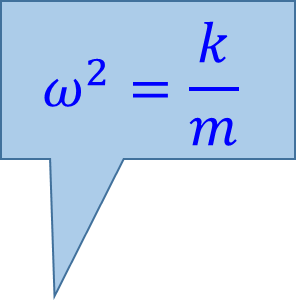 ω² = k/m